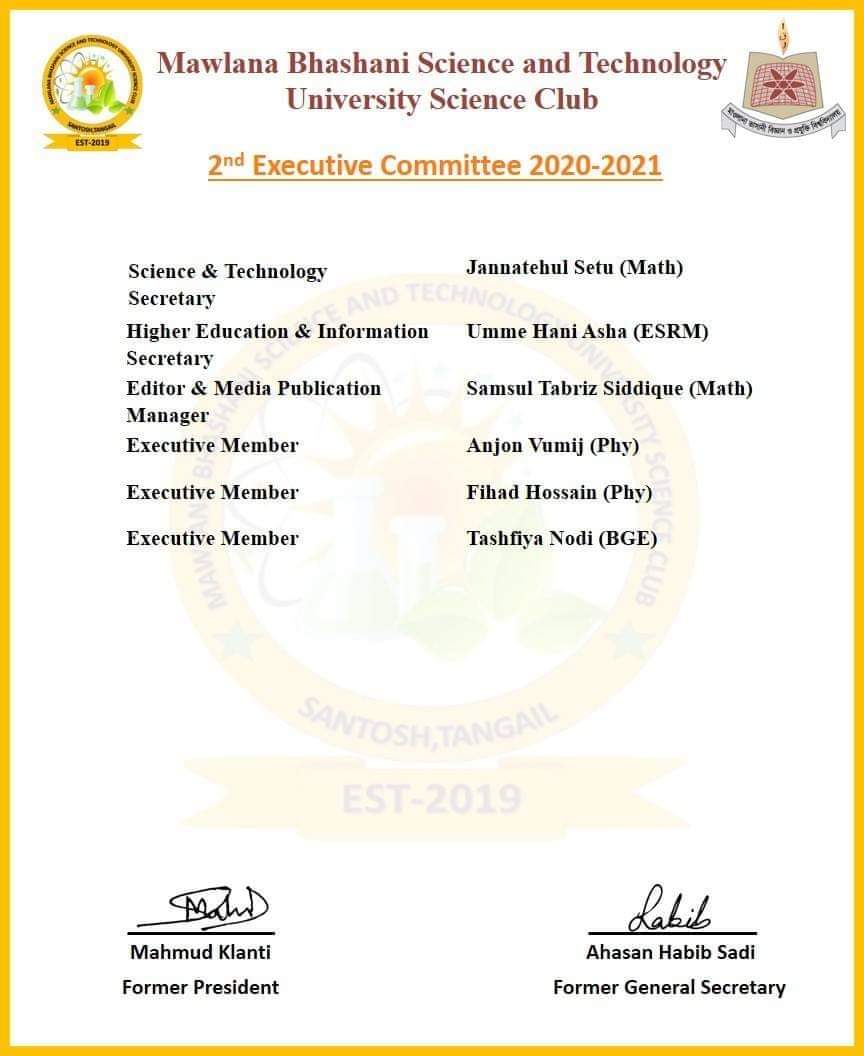 MAWLANA BHASHANI SCIENCE AND TECHNOLOGY UNIVERSITY SCIENCE CLUB
SANTOSH,TANGAIL
EST-2019
Mawlana Bhashani Science and Technology
University Science Club
মাওলানা ভাসানী বিজ্ঞান ও প্রযুক্তি বিশ্ববিদ্যালয়
2nd Executive Committee 2020-2021
Science & Technology
Secretary
Jannatehul Setu (Math)
Higher Education & Information
Secretary
Umme Hani Asha (ESRM)
Editor & Media Publication
Manager
Samsul Tabriz Siddique (Math)
Executive Member
Anjon Vumij (Phy)
Executive Member
Fihad Hossain (Phy)
Executive Member
Tashfiya Nodi (BGE)
MAWLANA BHASHANI SCIENCE AND TECHNOLOGY UNIVERSITY SCIENCE CLUB
SANTOSH,TANGAIL
EST-2019
Mahmud Klanti
Former President
Labib
Ahasan Habib Sadi
Former General Secretary